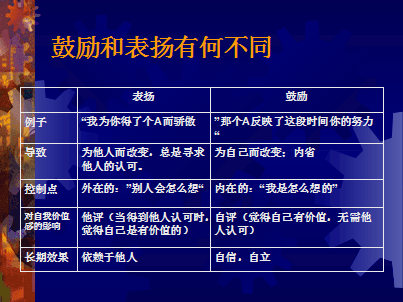 鼓励和表扬有何不同
表扬 鼓励
例子 “我为你得了个A而骄傲 ”那个A反映了这段时间你的努力
“
导致 为他人而改变，总是寻求 为自己而改变；内省
他人的认可。
控制点 外在的：”别人会怎么想“ 内在的：“我是怎么想的”
对自我价值 他评（当得到他人认可时， 自评（觉得自己有价值，无需他
感的影响 觉得自己是有价值的） 人认可）
长期效果 依赖于他人 自信，自立